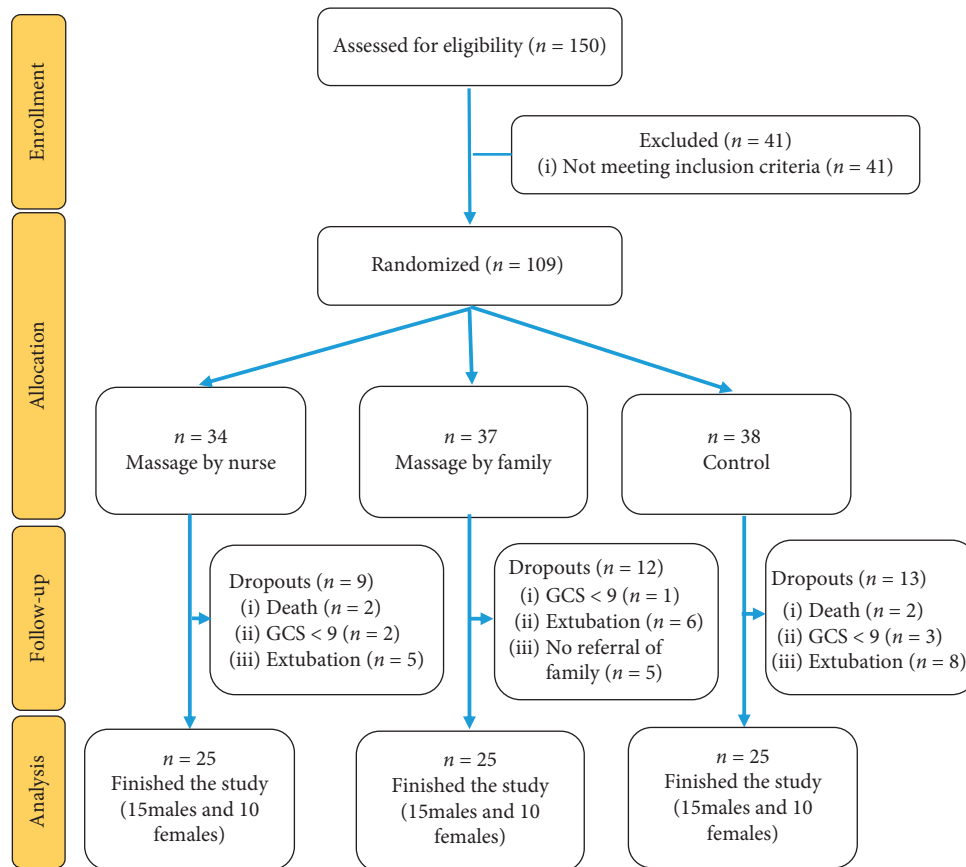 Enrollment
Assessed for eligibility (n = 150)
Excluded (n = 41)
(i) Not meeting inclusion criteria (n = 41)
Allocation
Randomized (n = 109)
n = 34
Massage by nurse
n = 37
Massage by family
n = 38
Control
Follow-up
Dropouts (n = 9)
(i) Death (n = 2)
(ii) GCS < 9 (n = 2)
(iii) Extubation (n = 5)
Dropouts (n = 12)
(i) GCS < 9 (n = 1)
(ii) Extubation (n = 6)
(iii) No referral of
family (n = 5)
Dropouts (n = 13)
(i) Death (n = 2)
(ii) GCS < 9 (n = 3)
(iii) Extubation (n = 8)
Analysis
n = 25
Finished the study
(15males and 10
females)
n = 25
Finished the study
(15males and 10
females)
n = 25
Finished the study
(15males and 10
females)